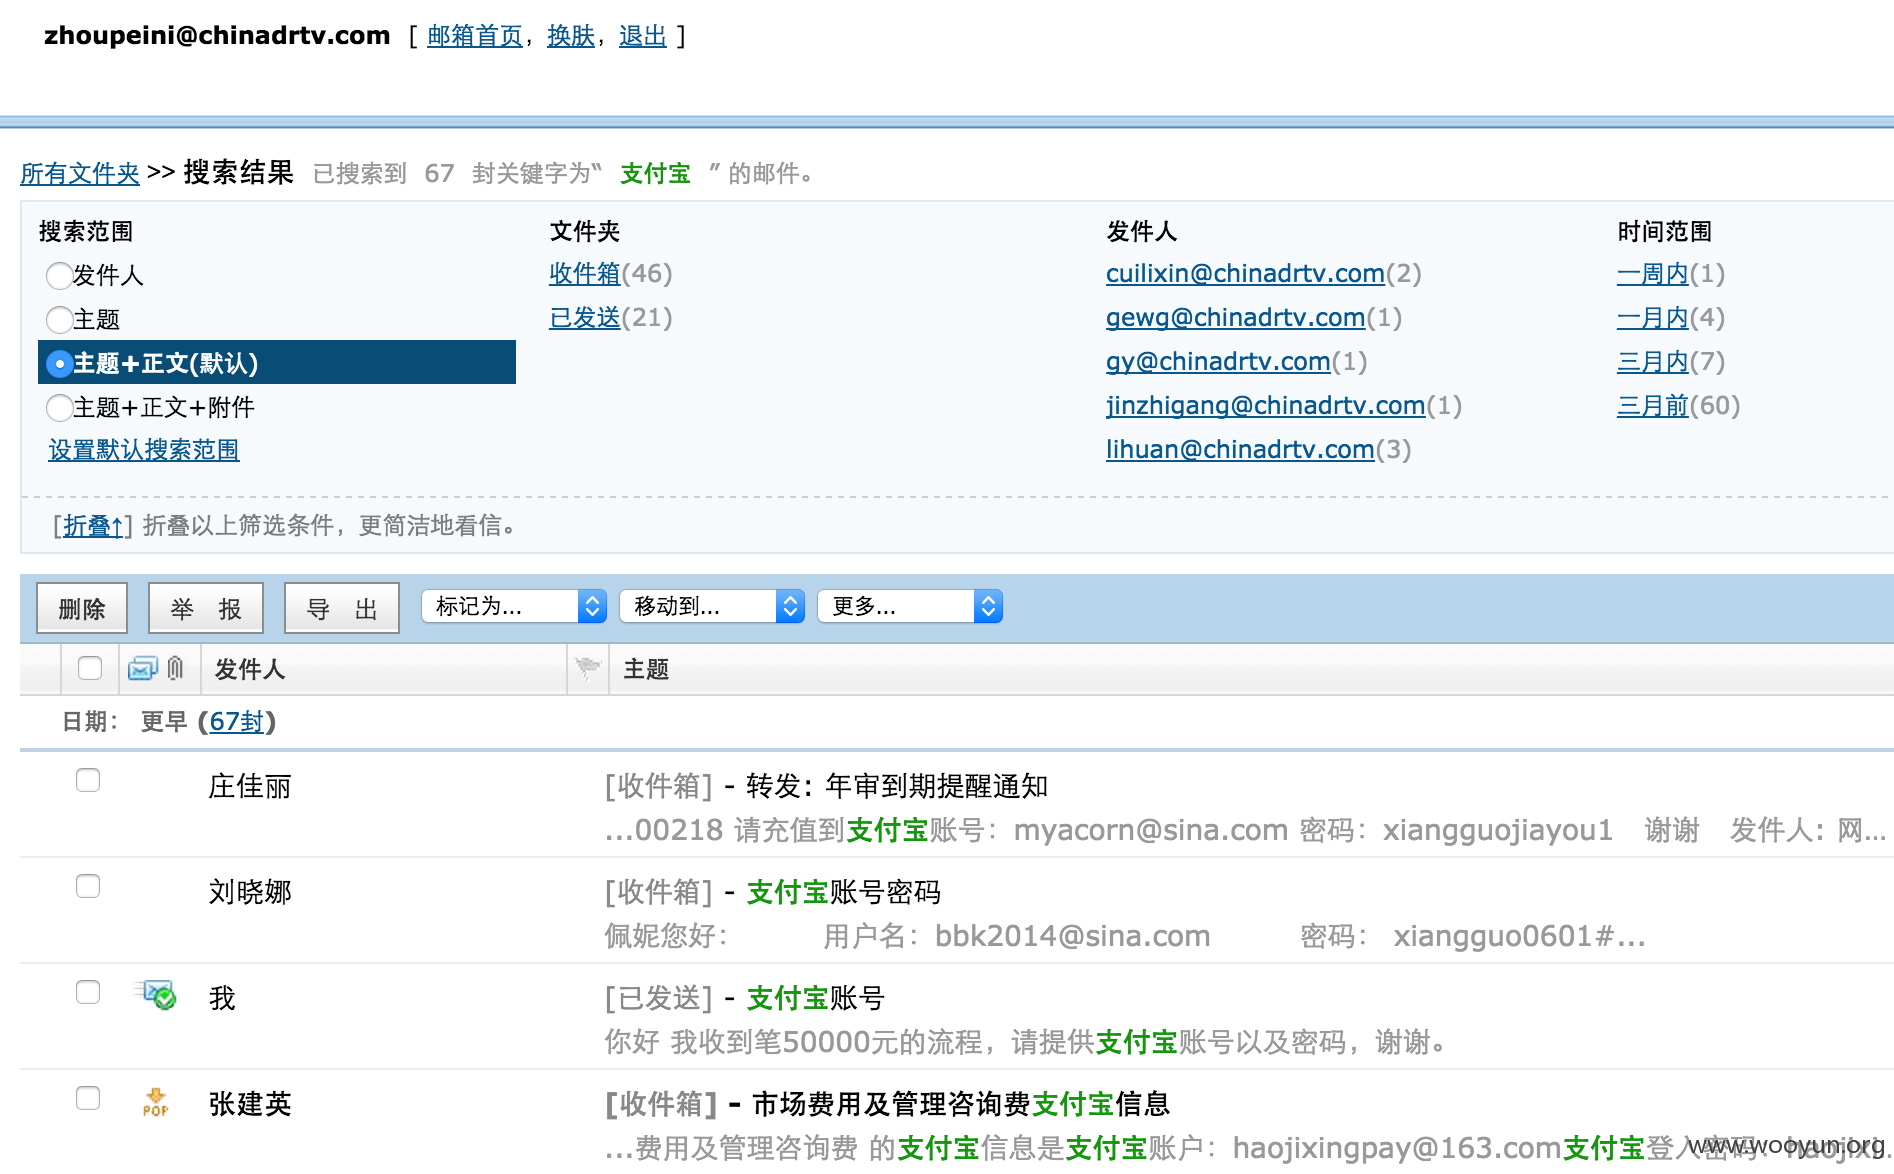 zhoupeini@chinadrtv.com [ 邮箱首页, 换肤, 退出 ]
所有文件夹 >> 搜索结果 已搜索到 67 封关键字为“ 支付宝 ”的邮件。
搜索范围 文件夹 发件人 时间范围
发件人 收件箱(46) cuilixin@chinadrtv.com(2) 一周内(1)
主题 已发送(21) gewg@chinadrtv.com(1) 一月内(4)
主题+正文(默认) gy@chinadrtv.com(1) 三月内(7)
主题+正文+附件 jinzhigang@chinadrtv.com(1) 三月前(60)
设置默认搜索范围 lihuan@chinadrtv.com(3)
[折叠↑] 折叠以上筛选条件，更简洁地看信。
删除 举 报 导 出 标记为... 移动到... 更多...
发件人 主题
日期： 更早 (67封)
庄佳丽 [收件箱] - 转发: 年审到期提醒通知
...00218 请充值到支付宝账号：myacorn@sina.com 密码：xiangguojiayou1 谢谢 发件人: 网...
刘晓娜 [收件箱] - 支付宝账号密码
佩妮您好： 用户名：bbk2014@sina.com 密码： xiangguo0601#...
我 [已发送] - 支付宝账号
你好 我收到笔50000元的流程，请提供支付宝账号以及密码，谢谢。
POP 张建英 [收件箱] - 市场费用及管理咨询费支付宝信息
...费用及管理咨询费 的支付宝信息是支付宝账户：haojixingpay@163.com支付宝登入密码：
www.wooyun.org